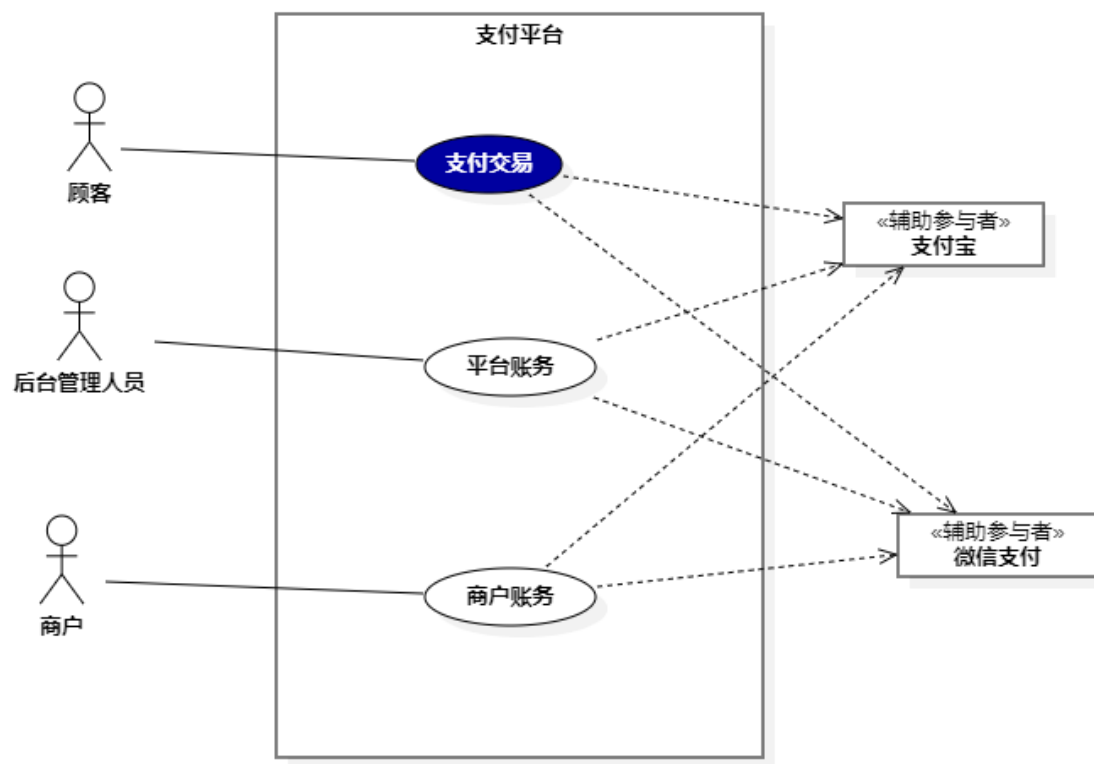 支付平台
顾客
支付交易
«辅助参与者»
支付宝
后台管理人员
平台账务
«辅助参与者»
微信支付
商户
商户账务